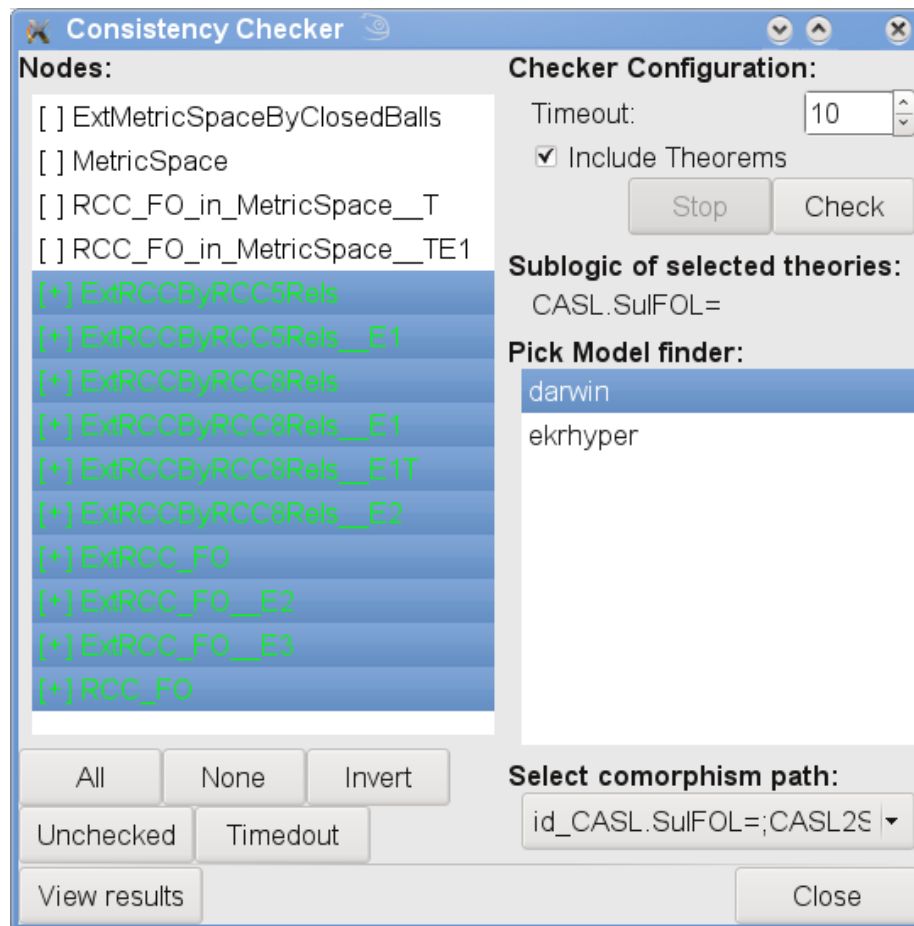 Consistency Checker
Nodes:
[ ] ExtMetricSpaceByClosedBalls
[ ] MetricSpace
[ ] RCC_FO_in_MetricSpace__T
[ ] RCC_FO_in_MetricSpace__TE1
[+] ExtRCCByRCC5Rels
[+] ExtRCCByRCC5Rels__E1
[+] ExtRCCByRCC8Rels
[+] ExtRCCByRCC8Rels__E1
[+] ExtRCCByRCC8Rels__E1T
[+] ExtRCCByRCC8Rels__E2
[+] ExtRCC_FO
[+] ExtRCC_FO__E2
[+] ExtRCC_FO__E3
[+] RCC_FO
All None Invert
Unchecked Timedout
View results
Checker Configuration:
Timeout: 10
Include Theorems
Stop Check
Sublogic of selected theories:
CASL.SulFOL=
Pick Model finder:
darwin
ekrhyper
Select comorphism path:
id_CASL.SulFOL=;CASL2S
Close